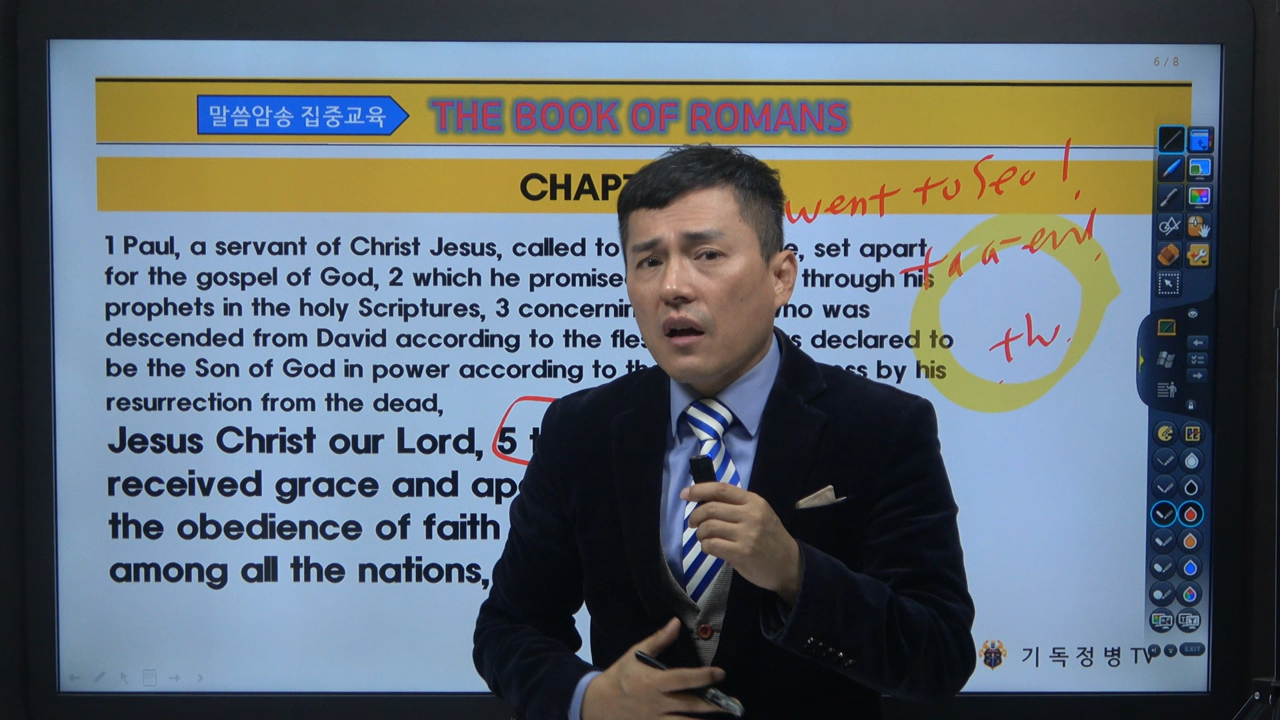 6 / 8
말씀암송 집중교육 THE BOOK OF ROMANS
CHAPT
went to Seo!
1 Paul, a servant of Christ Jesus, called to e, set apart
for the gospel of God, 2 which he promise through his
prophets in the holy Scriptures, 3 concernin who was
descended from David according to the fles s declared to
th.
be the Son of God in power according to th ess by his
resurrection from the dead,
Jesus Christ our Lord, 5 t
received grace and apo
the obedience of faith
among all the nations,
기독정병 TV
EXIT